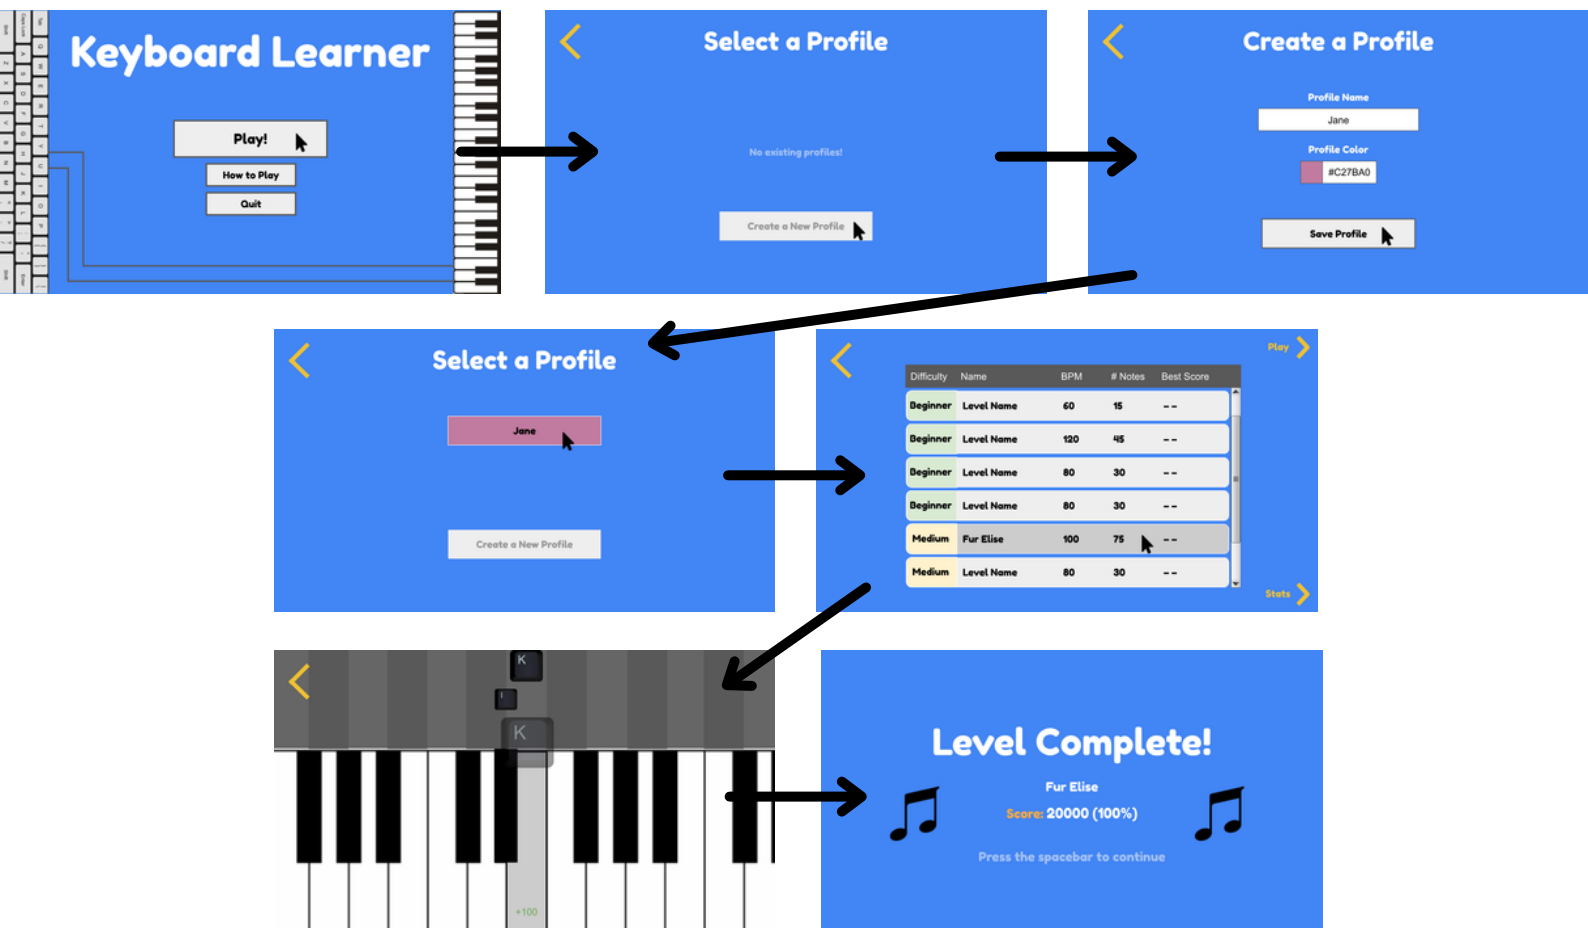 Keyboard Learner
Play!
How to Play
Quit
Select a Profile
No existing profiles!
Create a New Profile
Create a Profile
Profile Name
Jane
Profile Color
#C27BA0
Save Profile
Select a Profile
Jane
Create a New Profile
Play
Difficulty Name BPM # Notes Best Score
Beginner Level Name 60 15 --
Beginner Level Name 120 45 --
Beginner Level Name 80 30 --
Beginner Level Name 80 30 --
Medium Fur Elise 100 75 --
Medium Level Name 80 30 --
Stats
K
I
K
+100
Level Complete!
Fur Elise
Score: 20000 (100%)
Press the spacebar to continue